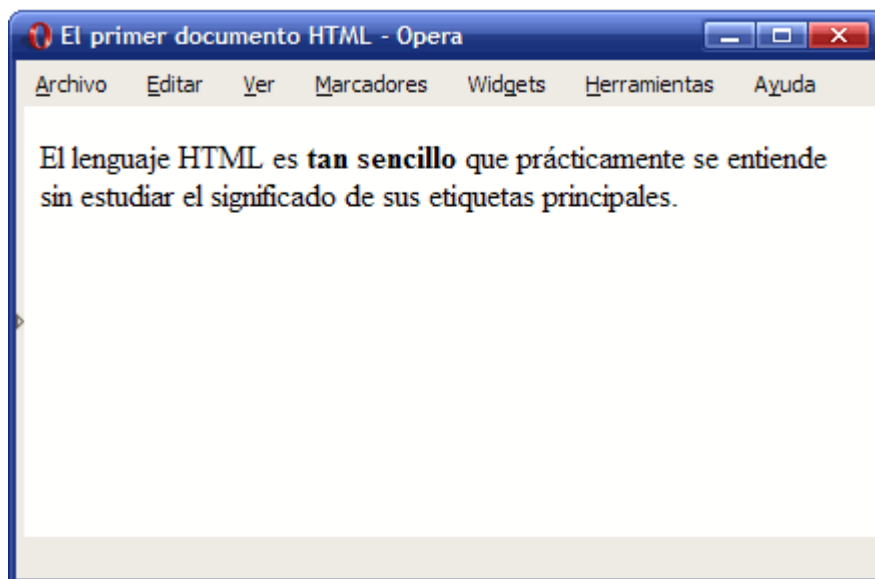 El primer documento HTML - Opera
Archivo Editar Ver Marcadores Widgets Herramientas Ayuda
El lenguaje HTML es tan sencillo que prácticamente se entiende
sin estudiar el significado de sus etiquetas principales.